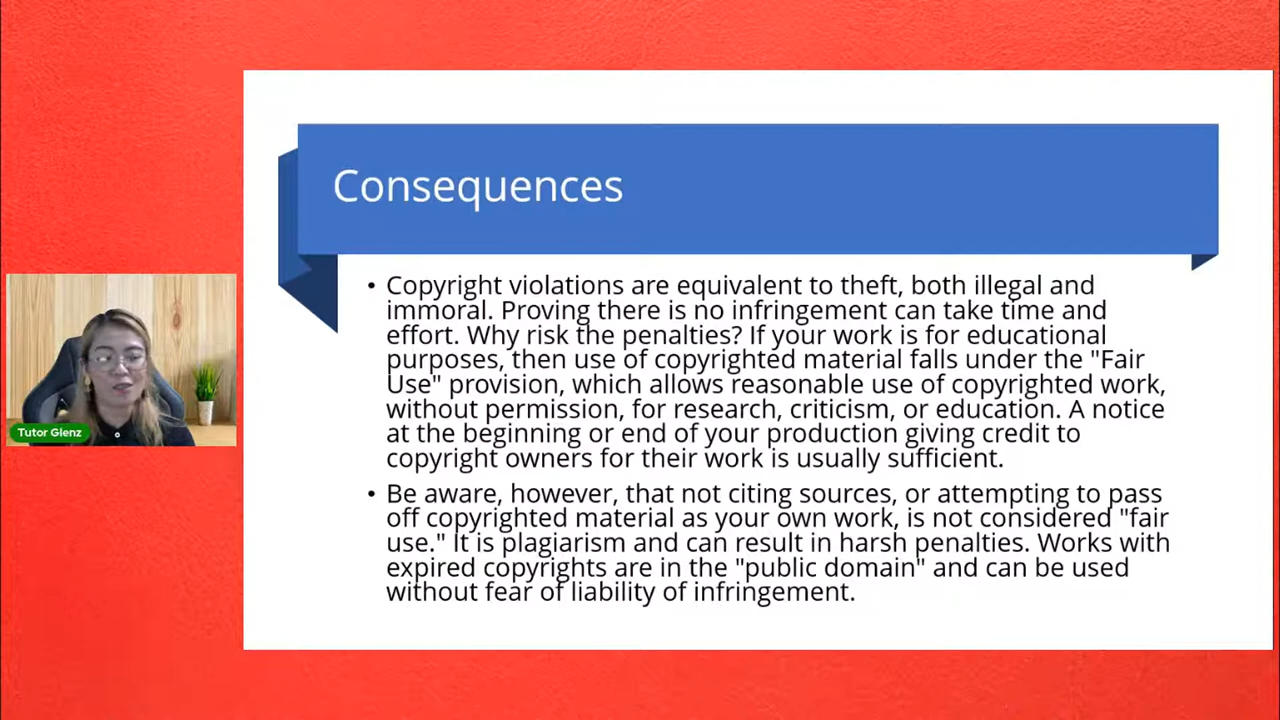 Consequences
• Copyright violations are equivalent to theft, both illegal and
immoral. Proving there is no infringement can take time and
effort. Why risk the penalties? If your work is for educational
purposes, then use of copyrighted material falls under the "Fair
Use" provision, which allows reasonable use of copyrighted work,
without permission, for research, criticism, or education. A notice
at the beginning or end of your production giving credit to
copyright owners for their work is usually sufficient.
• Be aware, however, that not citing sources, or attempting to pass
off copyrighted material as your own work, is not considered "fair
use." It is plagiarism and can result in harsh penalties. Works with
expired copyrights are in the "public domain" and can be used
without fear of liability of infringement.
Tutor Glenz